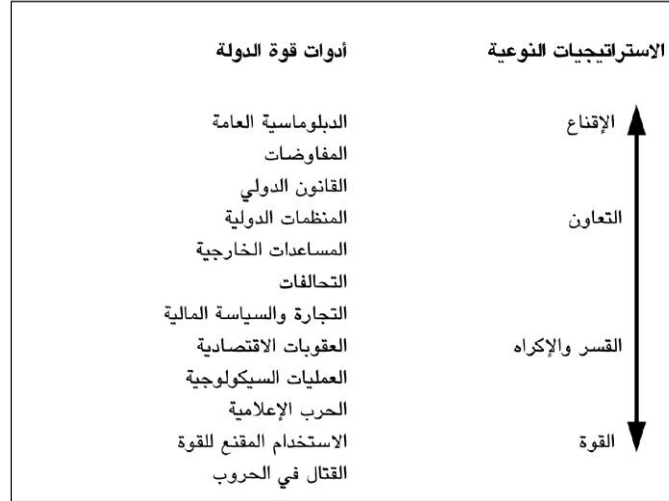 الاستراتيجيات النوعية أدوات قوة الدولة
الإقناع الدبلوماسية العامة
المفاوضات
القانون الدولي
التعاون المنظمات الدولية
المساعدات الخارجية
التحالفات
التجارة والسياسة المالية
القسر والإكراه العقوبات الاقتصادية
العمليات السيكولوجية
الحرب الإعلامية
القوة الاستخدام المقنع للقوة
القتال في الحروب